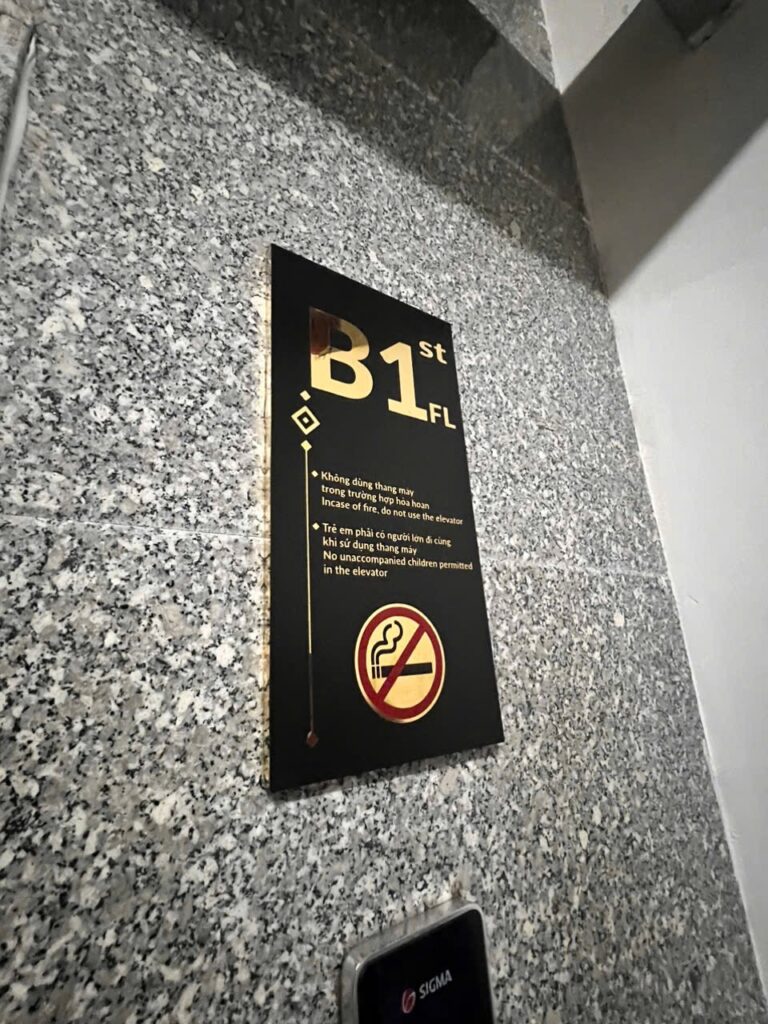 B1st
FL
Không dùng thang máy
trong trường hợp hỏa hoạn
Incase of fire, do not use the elevator
Trẻ em phải có người lớn đi cùng
khi sử dụng thang máy
No unaccompanied children permitted
in the elevator
SIGMA